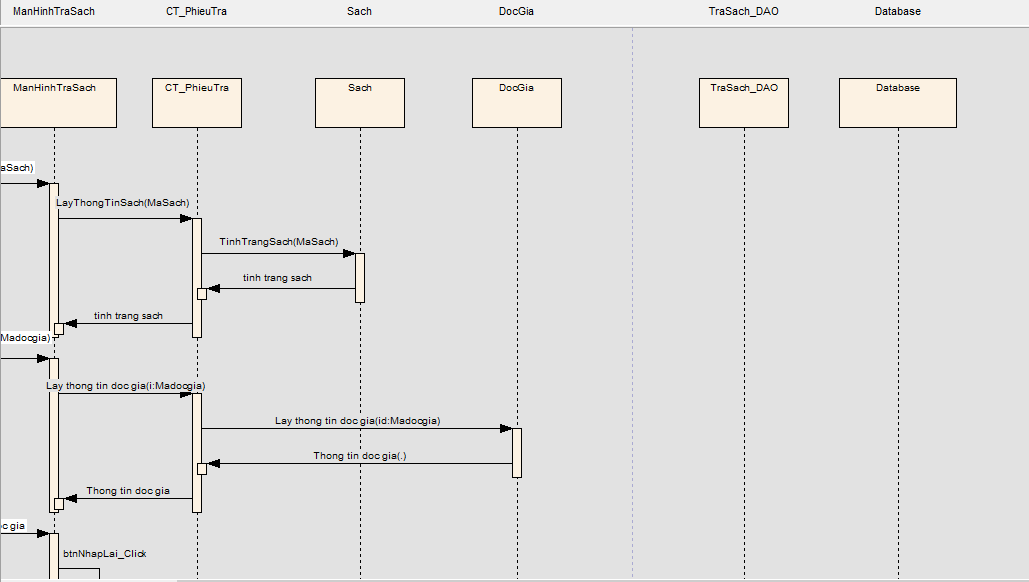 ManHinhTraSach CT_PhieuTra Sach DocGia TraSach_DAO Database
ManHinhTraSach CT_PhieuTra Sach DocGia TraSach_DAO Database
aSach)
LayThongTinSach(MaSach)
TinhTrangSach(MaSach)
tinh trang sach
tinh trang sach
Madocgia)
Lay thong tin doc gia(i:Madocgia)
Lay thong tin doc gia(id:Madocgia)
Thong tin doc gia(.)
Thong tin doc gia
c gia
btnNhapLai_Click